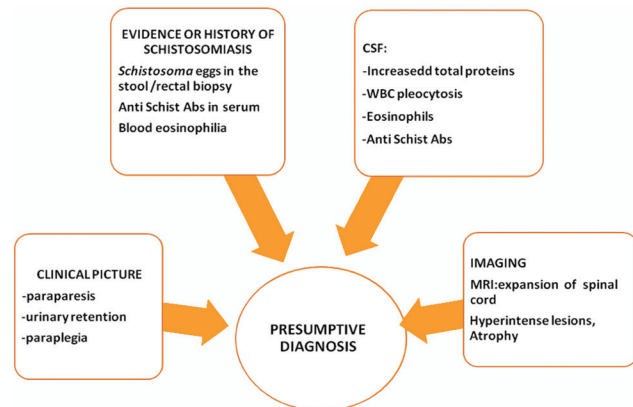 EVIDENCE OR HISTORY OF
SCHISTOSOMIASIS
Schistosoma eggs in the
stool/rectal biopsy)
Anti Schist Abs in serum
Blood eosinophilia
CSF:
-Increasedd total proteins
-WBC pleocytosis
-Eosinophils
-Anti Schist Abs
CLINICAL PICTURE
-paraparesis
-urinary retention
-paraplegia
PRESUMPTIVE
DIAGNOSIS
IMAGING
MRI:expansion of spinal
cord
Hyperintense lesions,
Atrophy